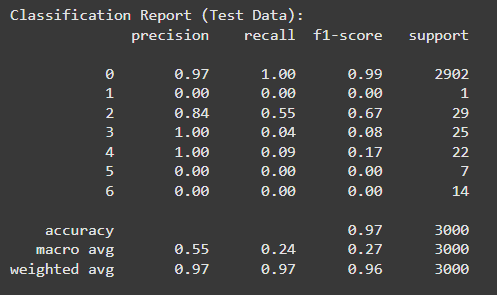 Classification Report (Test Data):
precision recall f1-score support
0 0.97 1.00 0.99 2902
1 0.00 0.00 0.00 1
2 0.84 0.55 0.67 29
3 1.00 0.04 0.08 25
4 1.00 0.09 0.17 22
5 0.00 0.00 0.00 7
6 0.00 0.00 0.00 14
accuracy 0.97 3000
macro avg 0.55 0.24 0.27 3000
weighted avg 0.97 0.97 0.96 3000